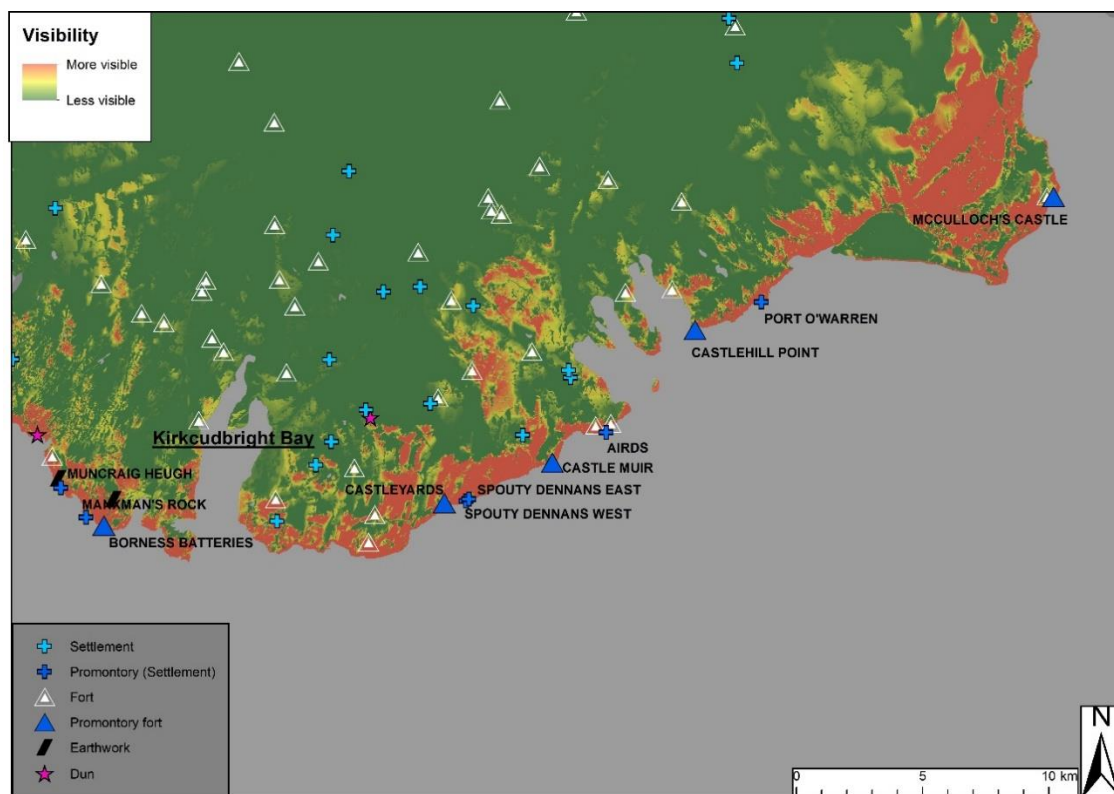 Visibility
More visible
Less visible
MCCULLOCH'S CASTLE
PORT O'WARREN
CASTLEHILL POINT
Kirkcudbright Bay
AIRDS
CASTLE MUIR
MUNCRAIG HEUGH
CASTLEYARDS
SPOUTY DENNANS EAST
MANXMAN'S ROCK
SPOUTY DENNANS WEST
BORNESS BATTERIES
Settlement
Promontory (Settlement)
Fort
Promontory fort
Earthwork
Dun
N
0 5 10 km